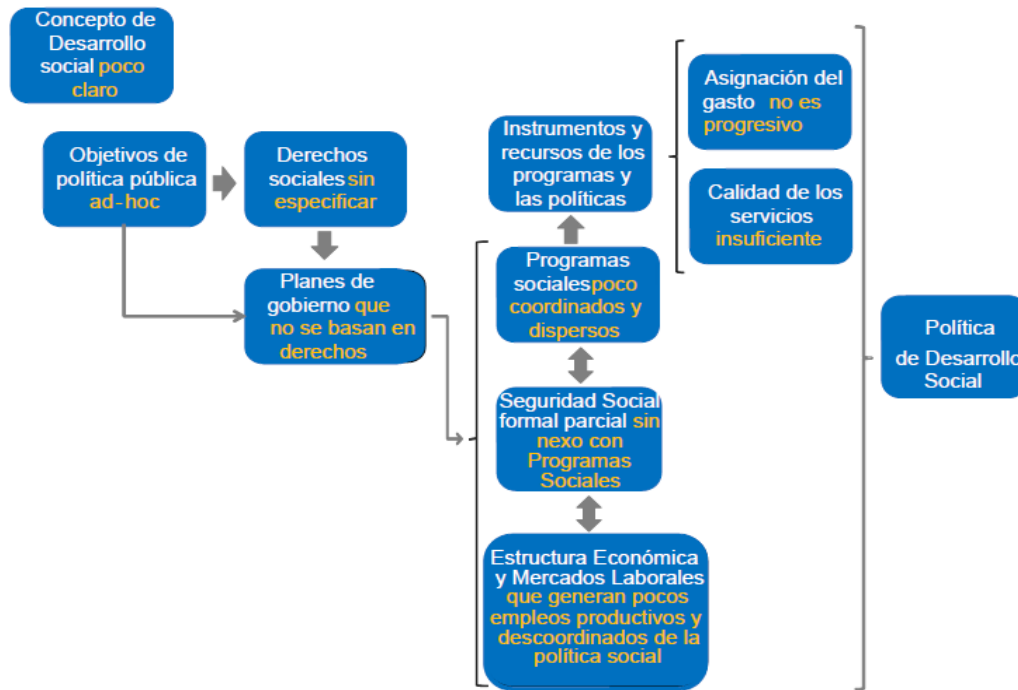 Concepto de
Desarrollo
social poco
claro
Objetivos de
política pública
ad-hoc
Derechos
sociales sin
especificar
Planes de
gobierno que
no se basan en
derechos
Instrumentos y
recursos de los
programas y
las políticas
Programas
sociales poco
coordinados y
dispersos
Seguridad Social
formal parcial sin
nexo con
Programas
Sociales
Estructura Económica
y Mercados Laborales
que generan pocos
empleos productivos y
descoordinados de la
política social
Asignación del
gasto no es
progresivo
Calidad de los
servicios
insuficiente
Política
de Desarrollo
Social